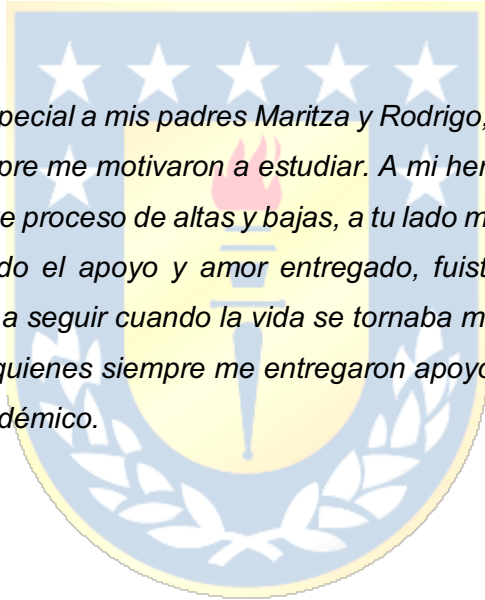 pecial a mis padres Maritza y Rodrigo,
pre me motivaron a estudiar. A mi her
e proceso de altas y bajas, a tu lado m
do el apoyo y amor entregado, fuist
a seguir cuando la vida se tornaba m
quienes siempre me entregaron apoyo
démico.